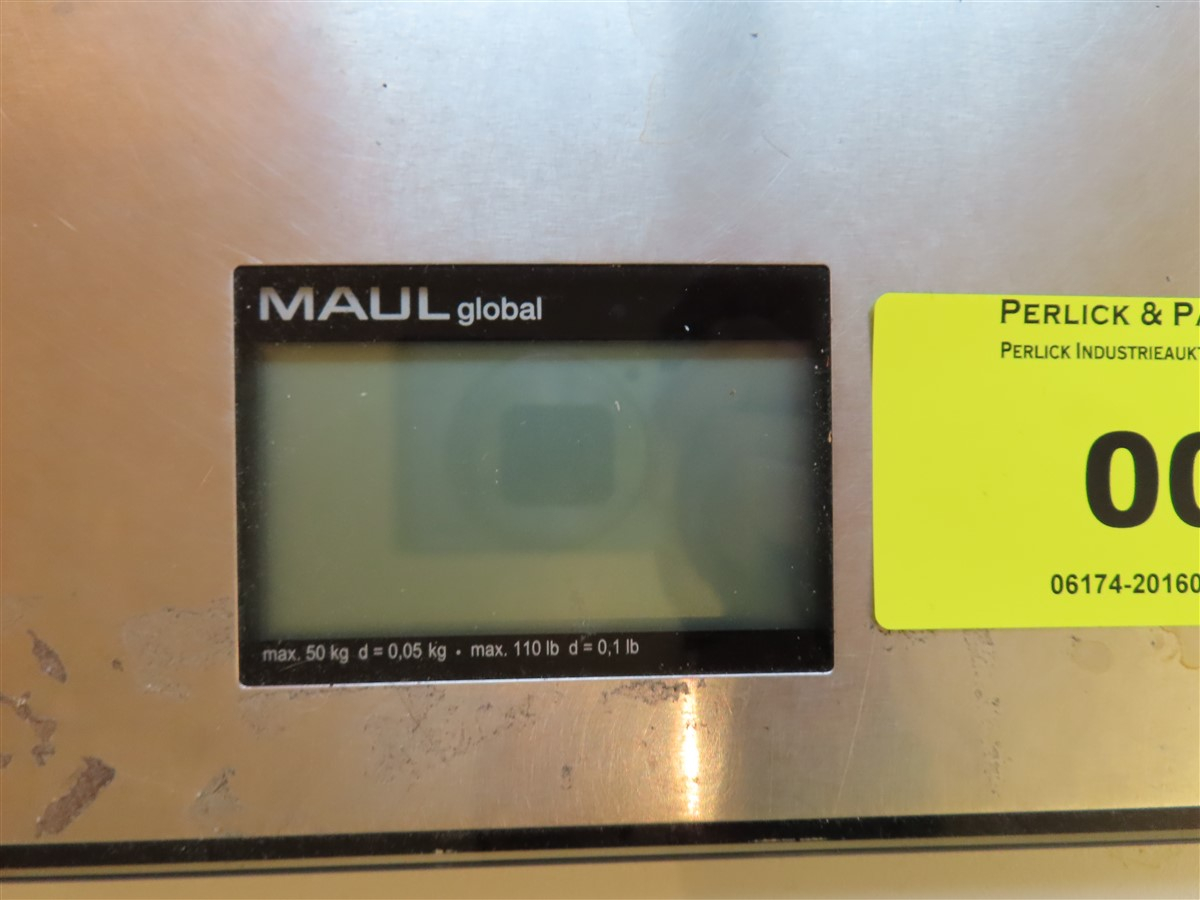 MAUL global
max. 50 kg d = 0,05 kg · max. 110 lb d = 0,1 lb
PERLICK & PA
PERLICK INDUSTRIEAUKT
00
06174-20160